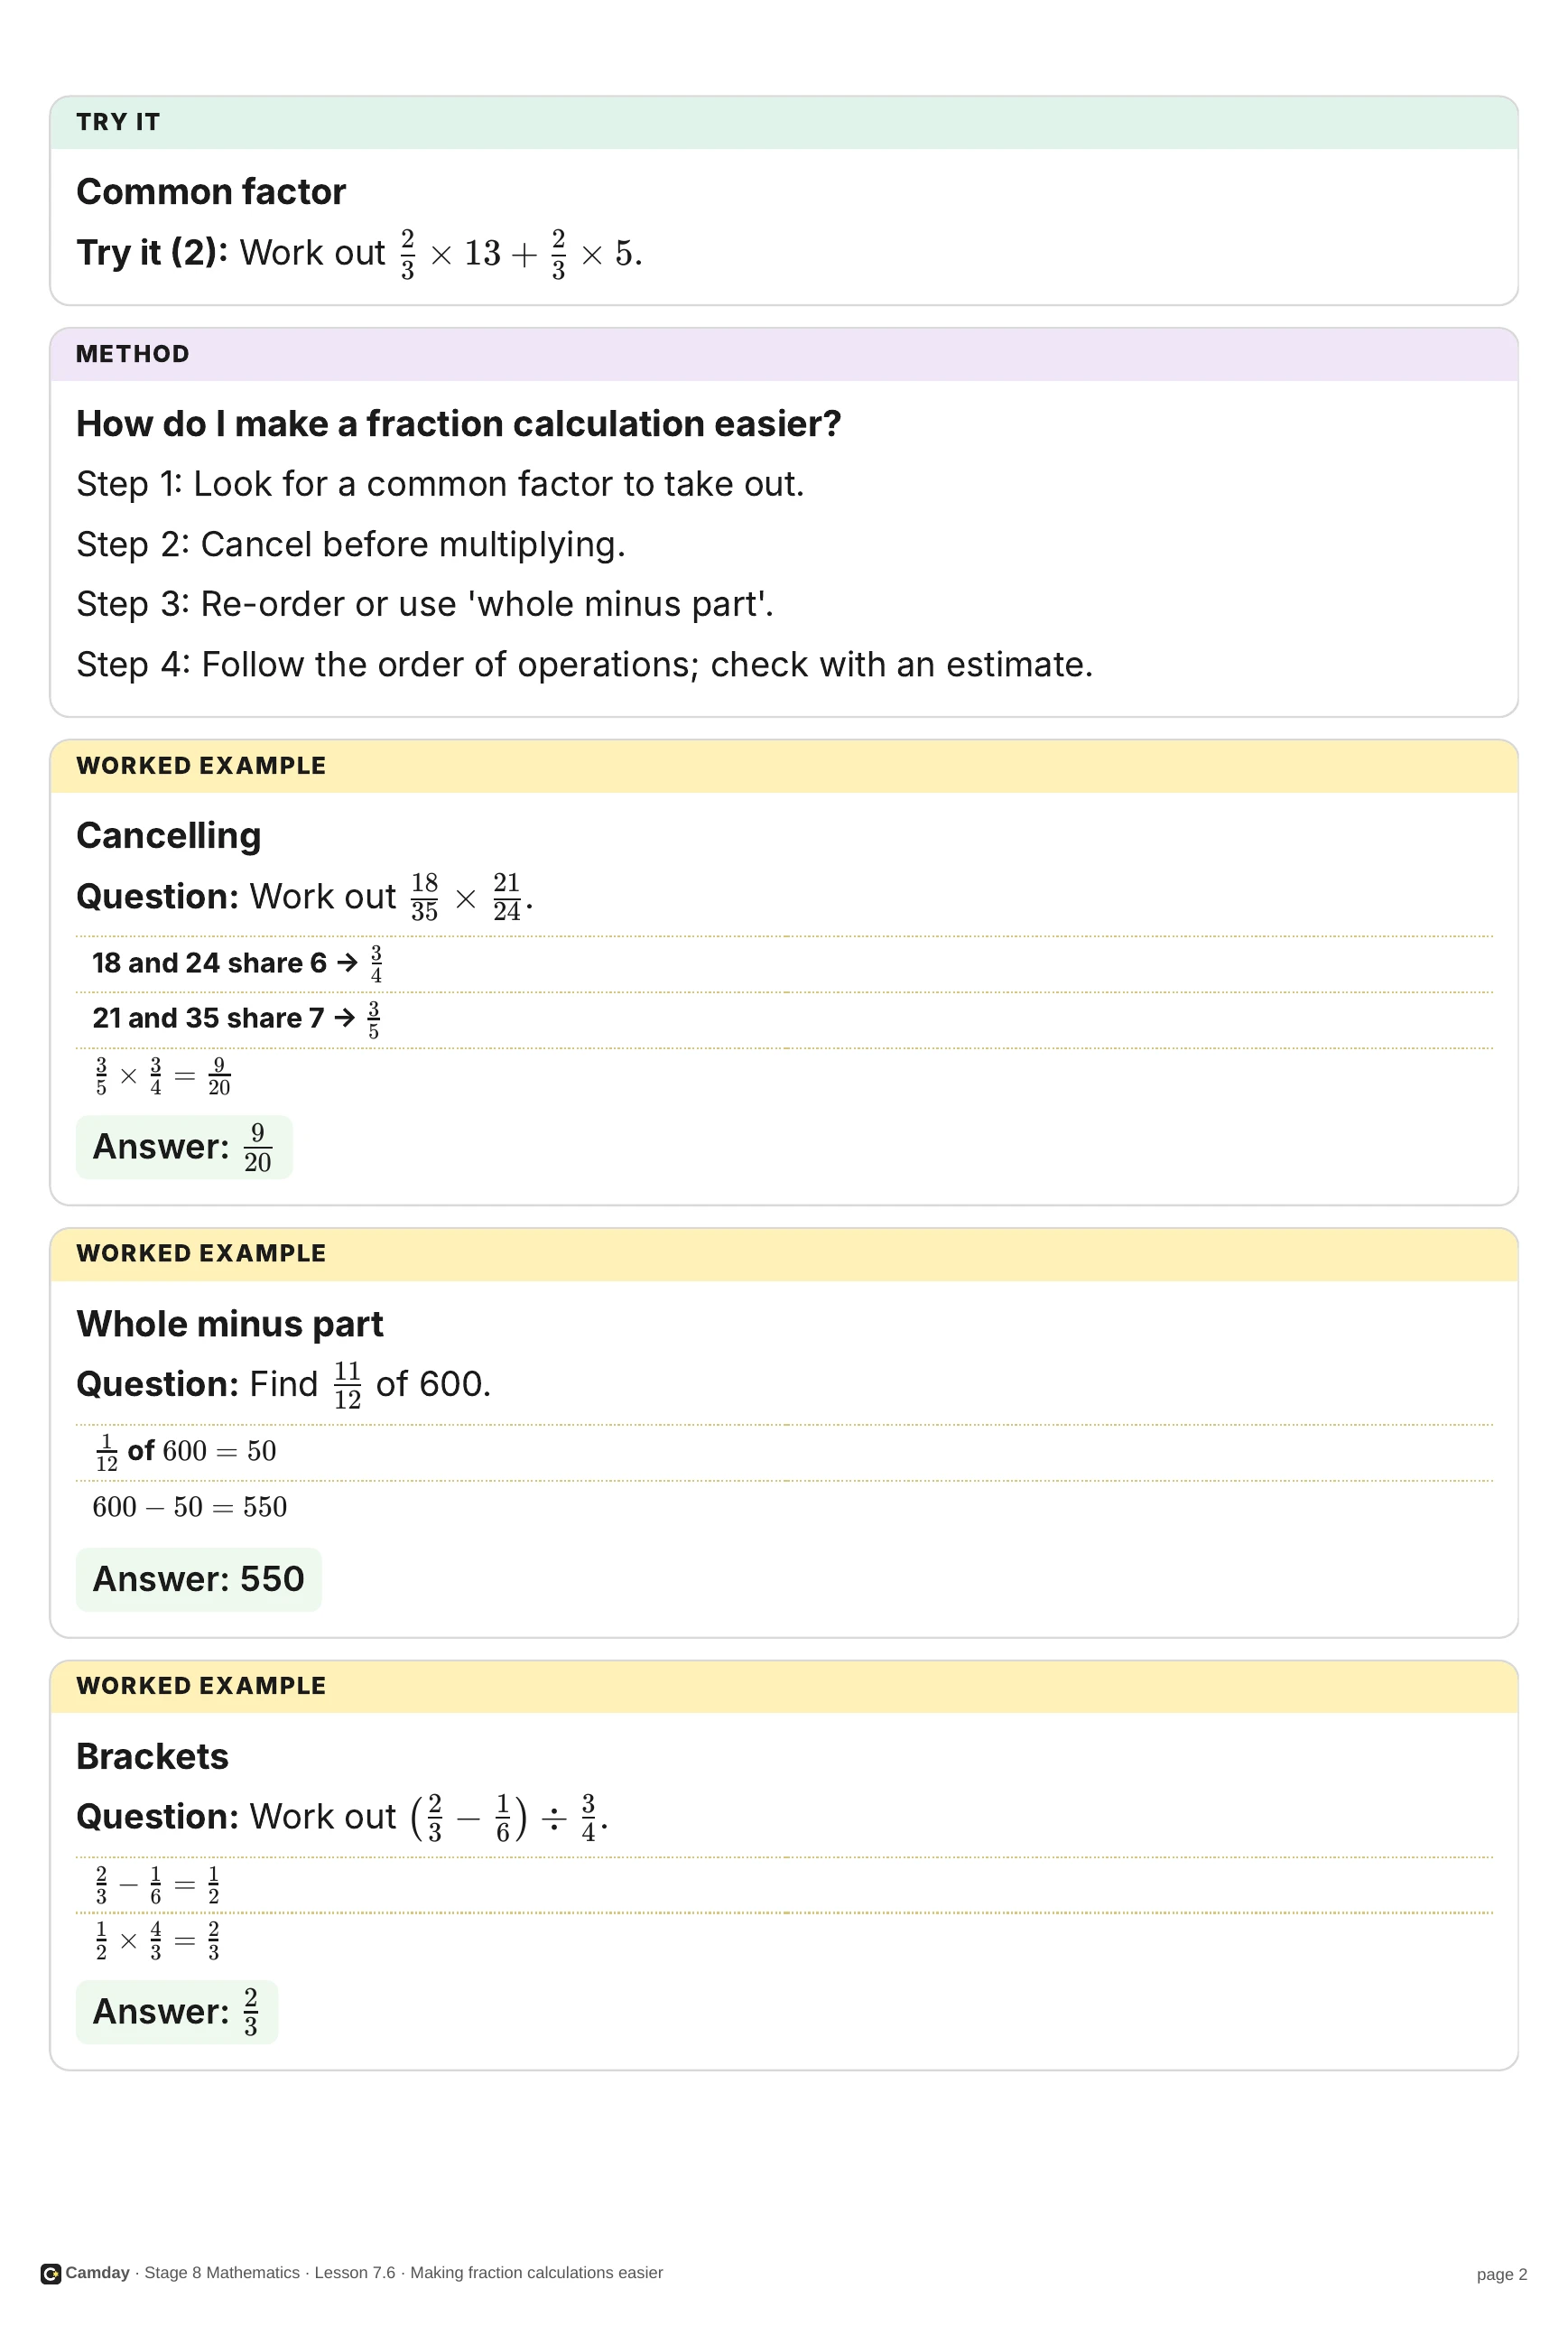 TRY IT
Common factor
Try it (2): Work out 2/3 × 13 + 2/3 × 5.
METHOD
How do I make a fraction calculation easier?
Step 1: Look for a common factor to take out.
Step 2: Cancel before multiplying.
Step 3: Re-order or use 'whole minus part'.
Step 4: Follow the order of operations; check with an estimate.
WORKED EXAMPLE
Cancelling
Question: Work out 18/35 × 21/24.
18 and 24 share 6 → 3/4
21 and 35 share 7 → 3/5
3/5 × 3/4 = 9/20
Answer: 9/20
WORKED EXAMPLE
Whole minus part
Question: Find 11/12 of 600.
1/12 of 600 = 50
600 − 50 = 550
Answer: 550
WORKED EXAMPLE
Brackets
Question: Work out (2/3 − 1/6) ÷ 3/4.
2/3 − 1/6 = 1/2
1/2 × 4/3 = 2/3
Answer: 2/3
Camday · Stage 8 Mathematics · Lesson 7.6 · Making fraction calculations easier
page 2